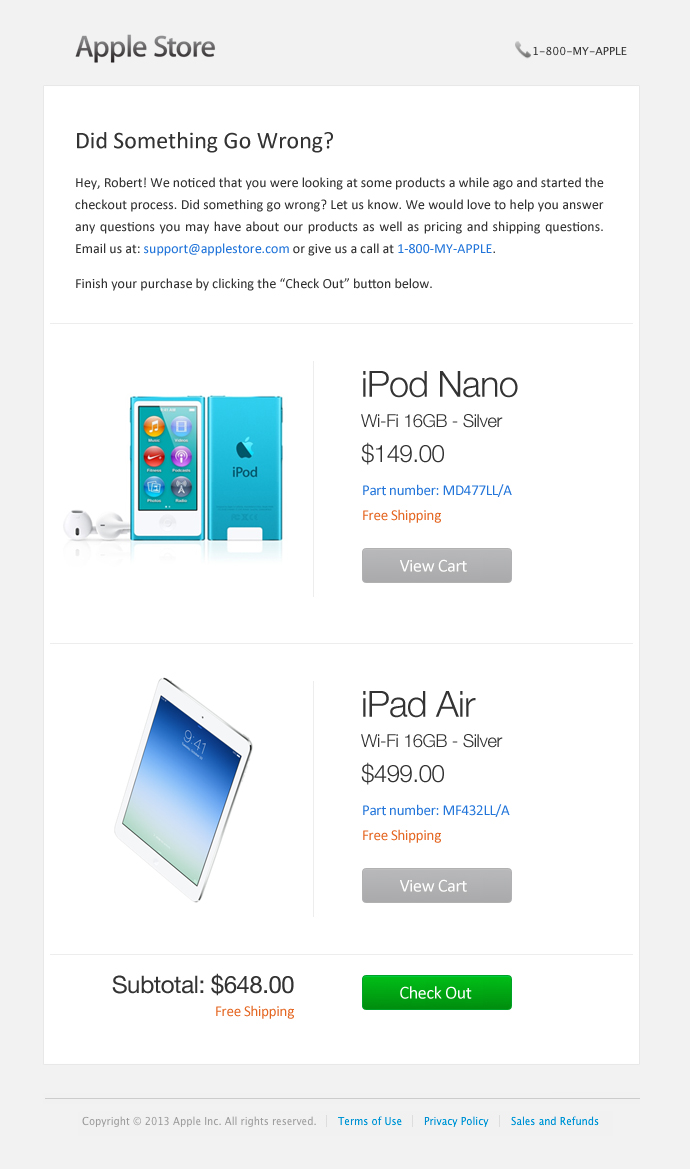 Apple Store
1-800-MY-APPLE
Did Something Go Wrong?
Hey, Robert! We noticed that you were looking at some products a while ago and started the
checkout process. Did something go wrong? Let us know. We would love to help you answer
any questions you may have about our products as well as pricing and shipping questions.
Email us at: support@applestore.com or give us a call at 1-800-MY-APPLE.
Finish your purchase by clicking the “Check Out” button below.
Music Videos
Fitness Podcasts
Photos Radio
iPod
iPod Nano
Wi-Fi 16GB - Silver
$149.00
Part number: MD477LL/A
Free Shipping
View Cart
9:41
iPad Air
Wi-Fi 16GB - Silver
$499.00
Part number: MF432LL/A
Free Shipping
View Cart
Subtotal: $648.00
Free Shipping
Check Out
Copyright © 2013 Apple Inc. All rights reserved. Terms of Use Privacy Policy Sales and Refunds